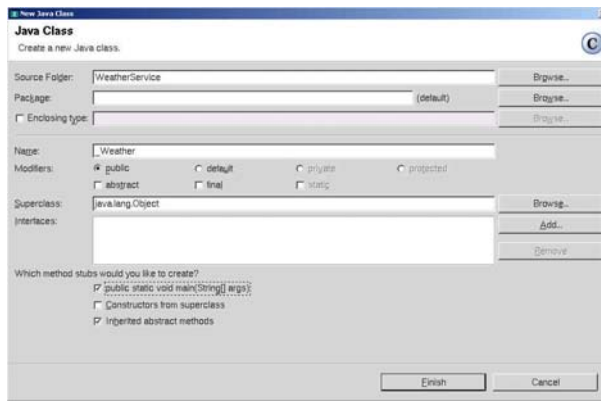 New Java Class
Java Class
Create a new Java class.
C
Source Folder: WeatherService Browse...
Package: (default) Browse...
Enclosing type: Browse...
Name: _Weather
Modifiers: public default private protected
abstract final static
Superclass: java.lang.Object Browse...
Interfaces: Add...
Remove
Which method stubs would you like to create?
public static void main(String[] args)
Constructors from superclass
Inherited abstract methods
Finish Cancel